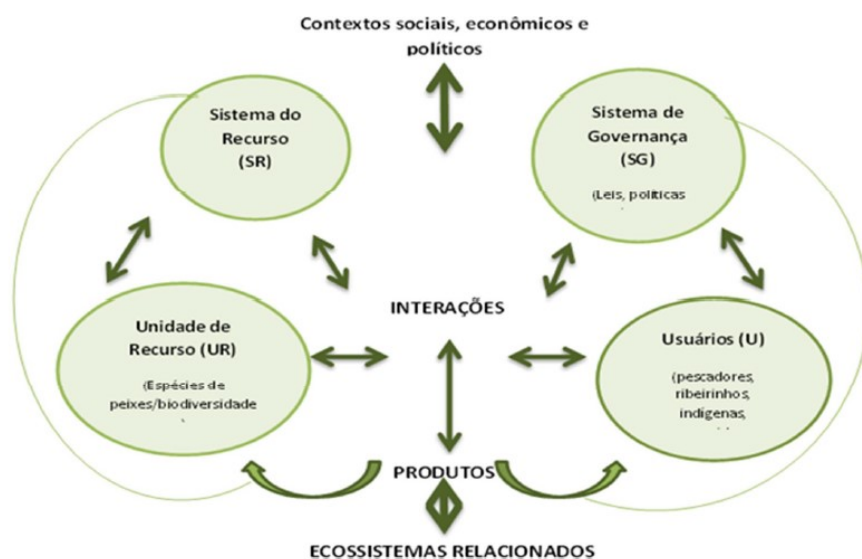 Contextos sociais, econômicos e
políticos
Sistema do
Recurso
(SR)
Sistema de
Governança
(SG)
(Leis, políticas
INTERAÇÕES
Unidade de
Recurso (UR)
(Espécies de
peixes/biodiversidade
Usuários (U)
(pescadores,
ribeirinhos,
indígenas,
PRODUTOS
ECOSSISTEMAS RELACIONADOS